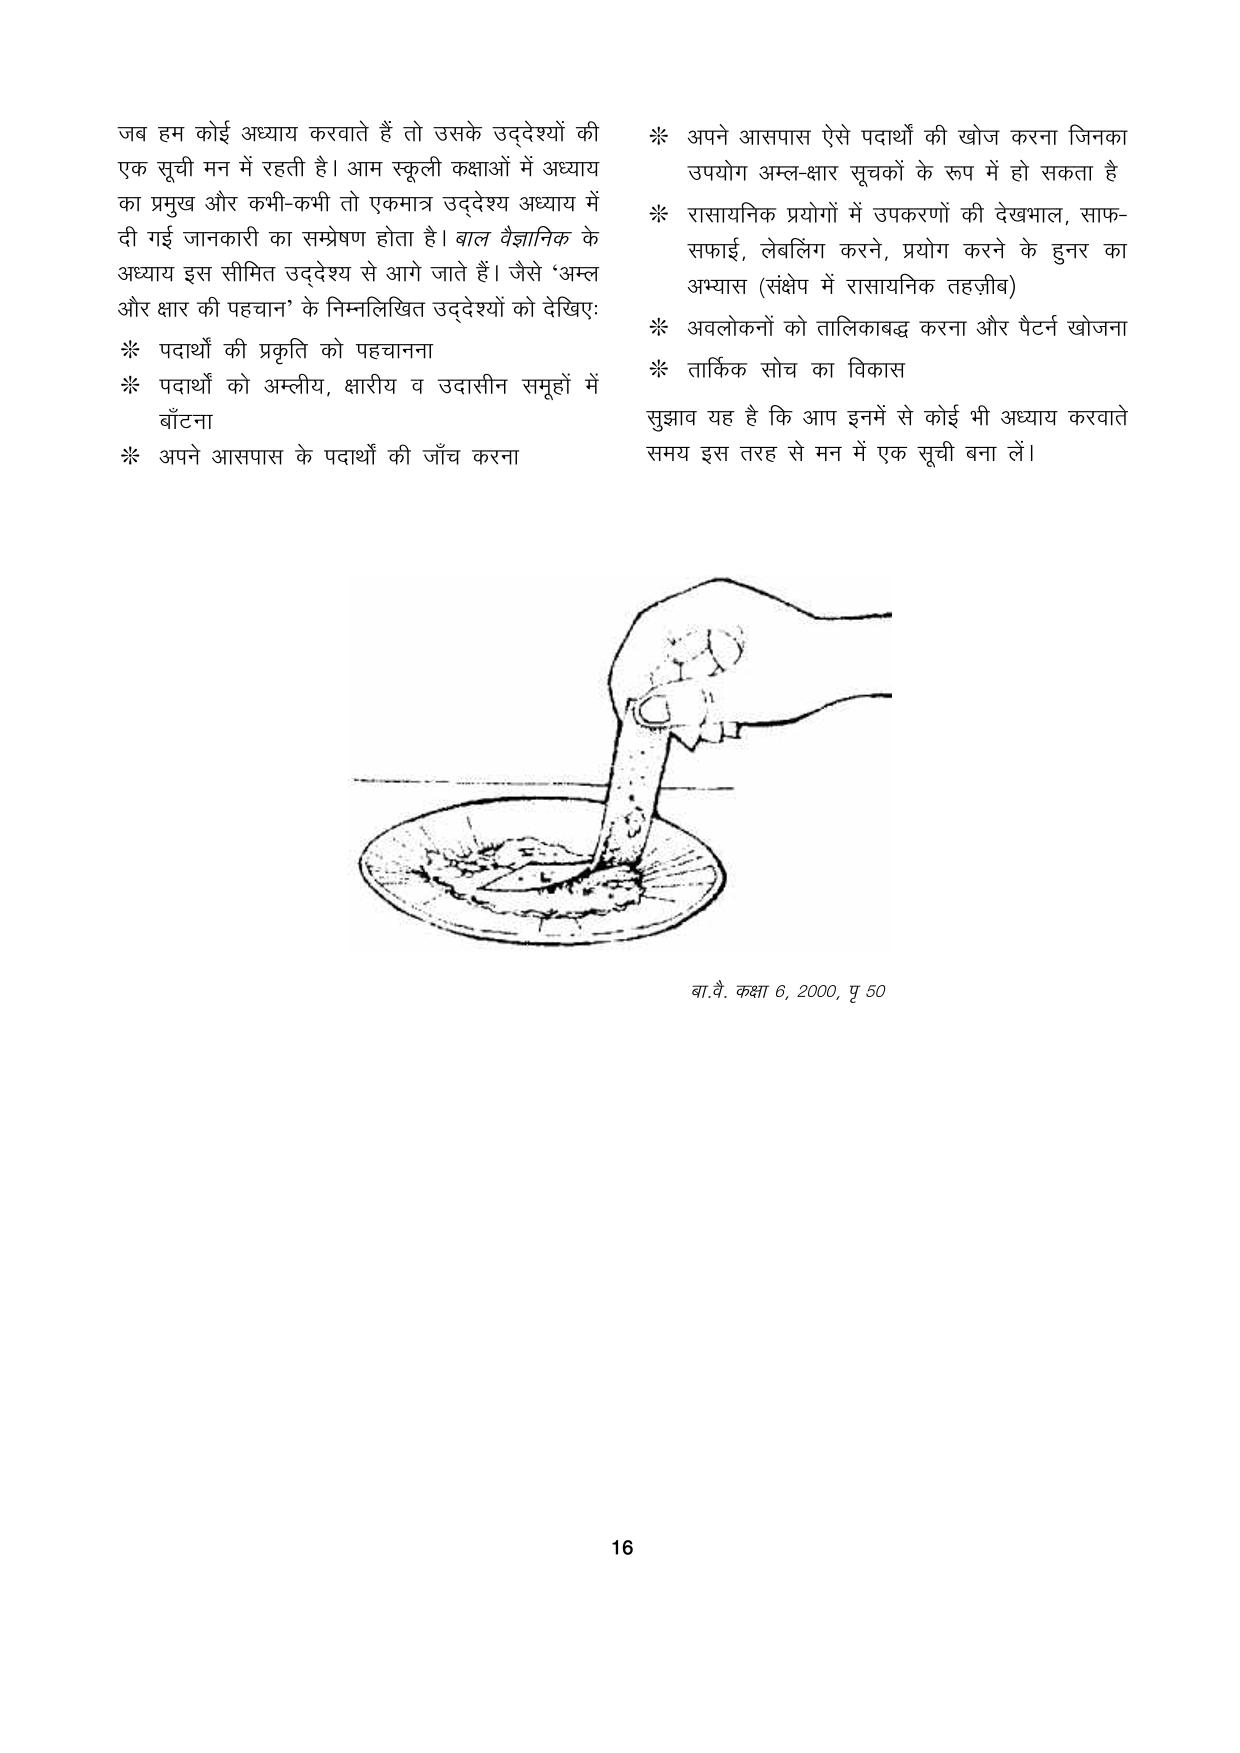 जब हम कोई अध्याय करवाते हैं तो उसके उद्‌देश्यों की
एक सूची मन में रहती है। आम स्कूली कक्षाओं में अध्याय
का प्रमुख और कभी-कभी तो एकमात्र उद्‌देश्य अध्याय में
दी गई जानकारी का सम्प्रेषण होता है। बाल वैज्ञानिक के
अध्याय इस सीमित उद्‌देश्य से आगे जाते हैं। जैसे ‘अम्ल
और क्षार की पहचान’ के निम्नलिखित उद्‌देश्यों को देखिए:
❊ पदार्थों की प्रकृति को पहचानना
❊ पदार्थों को अम्लीय, क्षारीय व उदासीन समूहों में
बाँटना
❊ अपने आसपास के पदार्थों की जाँच करना
❊ अपने आसपास ऐसे पदार्थों की खोज करना जिनका
उपयोग अम्ल-क्षार सूचकों के रूप में हो सकता है
❊ रासायनिक प्रयोगों में उपकरणों की देखभाल, साफ-
सफाई, लेबलिंग करने, प्रयोग करने के हुनर का
अभ्यास (संक्षेप में रासायनिक तहज़ीब)
❊ अवलोकनों को तालिकाबद्ध करना और पैटर्न खोजना
❊ तार्किक सोच का विकास
सुझाव यह है कि आप इनमें से कोई भी अध्याय करवाते
समय इस तरह से मन में एक सूची बना लें।
बा.वै. कक्षा 6, 2000, पृ 50
16